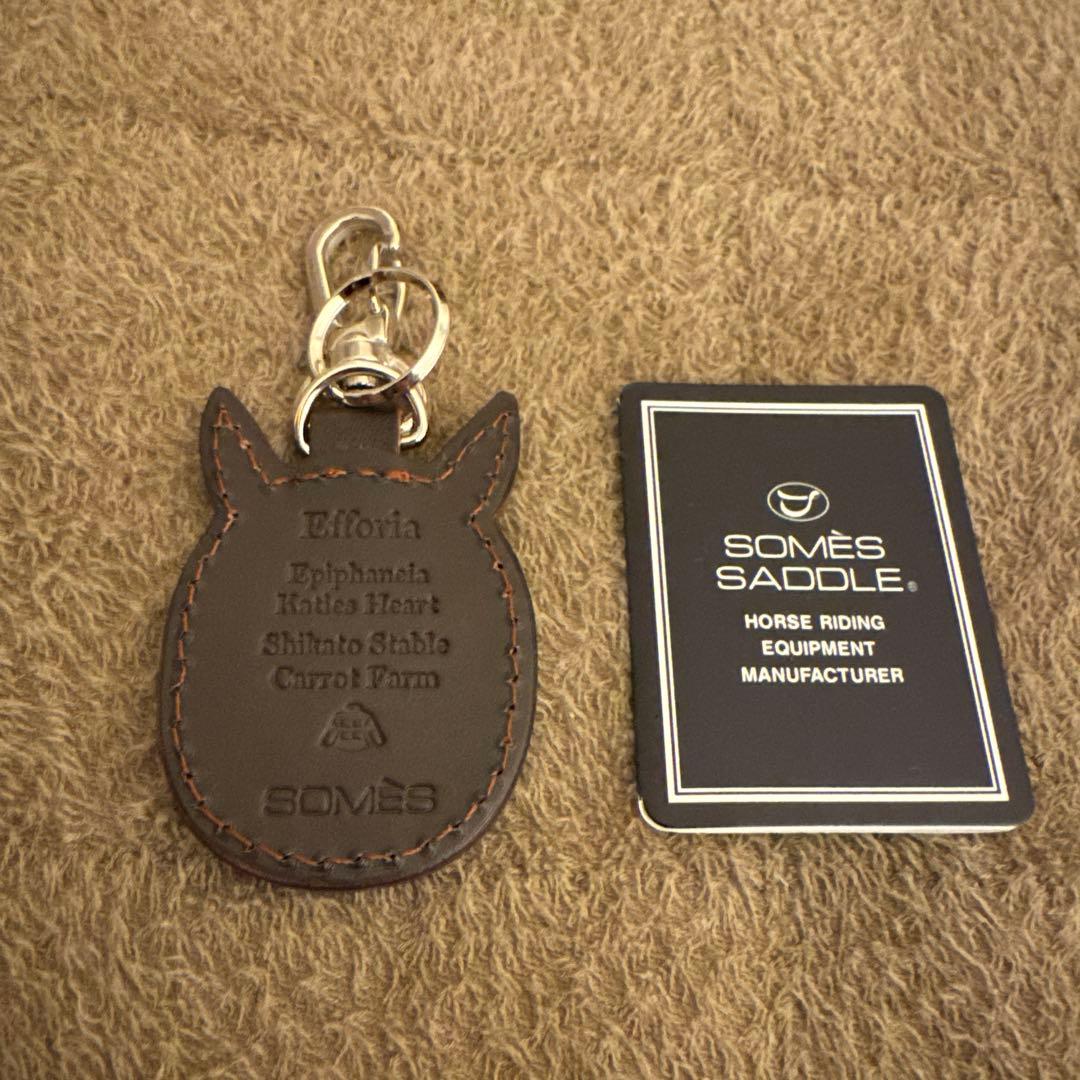 Efforia
Epiphaneia
Katies Heart
Shikato Stable
Carrot Farm
SOMÈS
SOMÈS
SADDLE®
HORSE RIDING
EQUIPMENT
MANUFACTURER